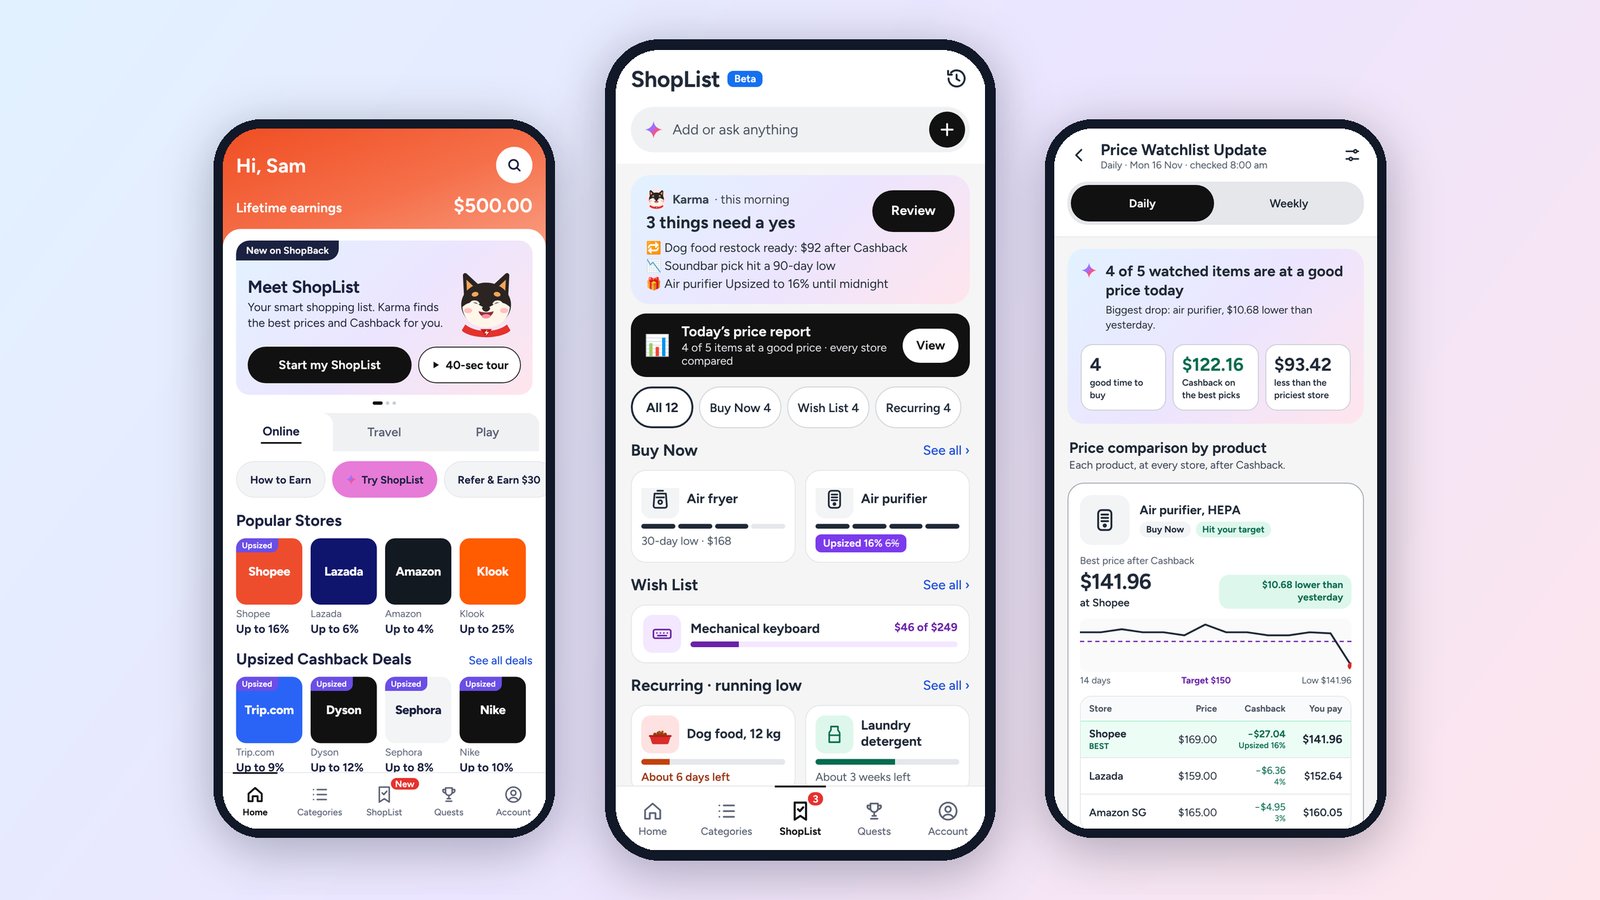 Hi, Sam
Lifetime earnings
$500.00
New on ShopBack
Meet ShopList
Your smart shopping list. Karma finds
the best prices and Cashback for you.
Start my ShopList
40-sec tour
Online
Travel
Play
How to Earn
Try ShopList
Refer & Earn $30
Popular Stores
Upsized
Shopee
Lazada
Amazon
Klook
Shopee
Lazada
Amazon
Klook
Up to 16%
Up to 6%
Up to 4%
Up to 25%
Upsized Cashback Deals
See all deals
Upsized
Upsized
Upsized
Upsized
Trip.com
Dyson
Sephora
Nike
Trip.com
Dyson
Sephora
Nike
Up to 9%
Up to 12%
Up to 8%
Up to 10%
New
Home
Categories
ShopList
Quests
Account
ShopList
Beta
Add or ask anything
Karma · this morning
3 things need a yes
Review
Dog food restock ready: $92 after Cashback
Soundbar pick hit a 90-day low
Air purifier Upsized to 16% until midnight
Today's price report
4 of 5 items at a good price · every store
compared
View
All 12
Buy Now 4
Wish List 4
Recurring 4
Buy Now
See all ›
Air fryer
30-day low · $168
Air purifier
Upsized 16% 6%
Wish List
See all ›
Mechanical keyboard
$46 of $249
Recurring · running low
See all ›
Dog food, 12 kg
About 6 days left
Laundry
detergent
About 3 weeks left
3
Home
Categories
ShopList
Quests
Account
Price Watchlist Update
Daily · Mon 16 Nov · checked 8:00 am
Daily
Weekly
4 of 5 watched items are at a good
price today
Biggest drop: air purifier, $10.68 lower than
yesterday.
4
good time to
buy
$122.16
Cashback on
the best picks
$93.42
less than the
priciest store
Price comparison by product
Each product, at every store, after Cashback.
Air purifier, HEPA
Buy Now
Hit your target
Best price after Cashback
$141.96
at Shopee
$10.68 lower than
yesterday
14 days
Target $150
Low $141.96
Store
Price
Cashback
You pay
Shopee
BEST
$169.00
−$27.04
Upsized 16%
$141.96
Lazada
$159.00
−$6.36
4%
$152.64
Amazon SG
$165.00
−$4.95
3%
$160.05